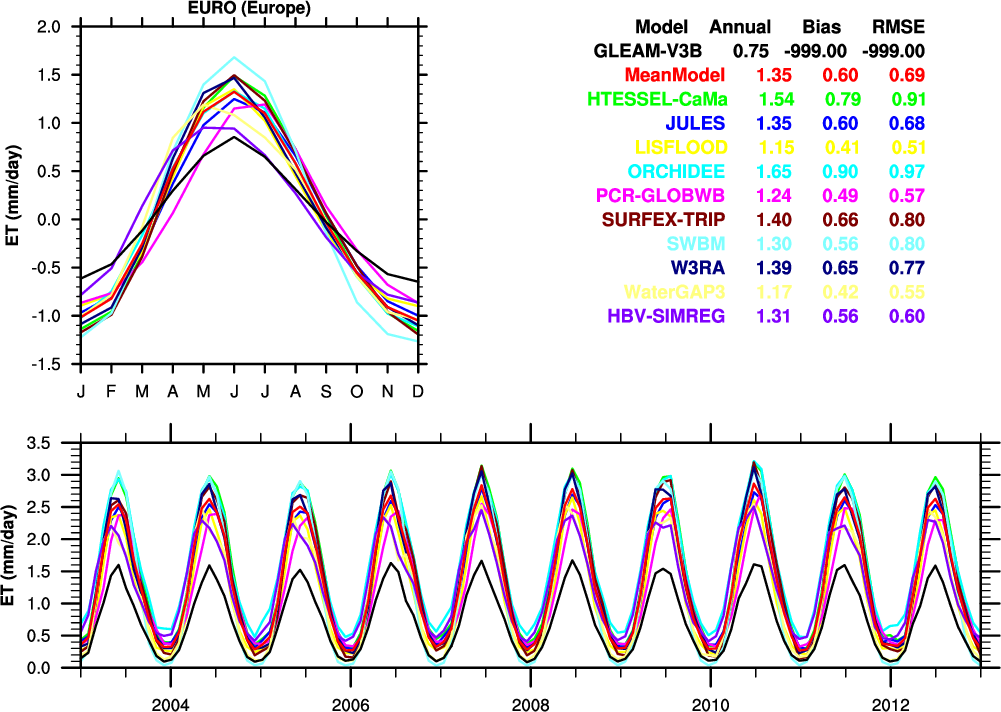 EURO (Europe)
ET (mm/day)
2.0
1.5
1.0
0.5
0.0
-0.5
-1.0
-1.5
J F M A M J J A S O N D
Model Annual Bias RMSE
GLEAM-V3B 0.75 -999.00 -999.00
MeanModel 1.35 0.60 0.69
HTESSEL-CaMa 1.54 0.79 0.91
JULES 1.35 0.60 0.68
LISFLOOD 1.15 0.41 0.51
ORCHIDEE 1.65 0.90 0.97
PCR-GLOBWB 1.24 0.49 0.57
SURFEX-TRIP 1.40 0.66 0.80
SWBM 1.30 0.56 0.80
W3RA 1.39 0.65 0.77
WaterGAP3 1.17 0.42 0.55
HBV-SIMREG 1.31 0.56 0.60
ET (mm/day)
3.5
3.0
2.5
2.0
1.5
1.0
0.5
0.0
2004 2006 2008 2010 2012